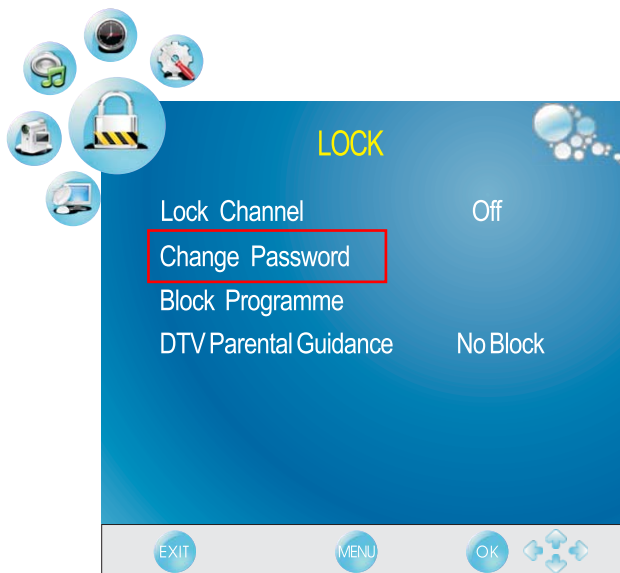 LOCK
Lock Channel Off
Change Password
Block Programme
DTV Parental Guidance No Block
EXIT MENU OK